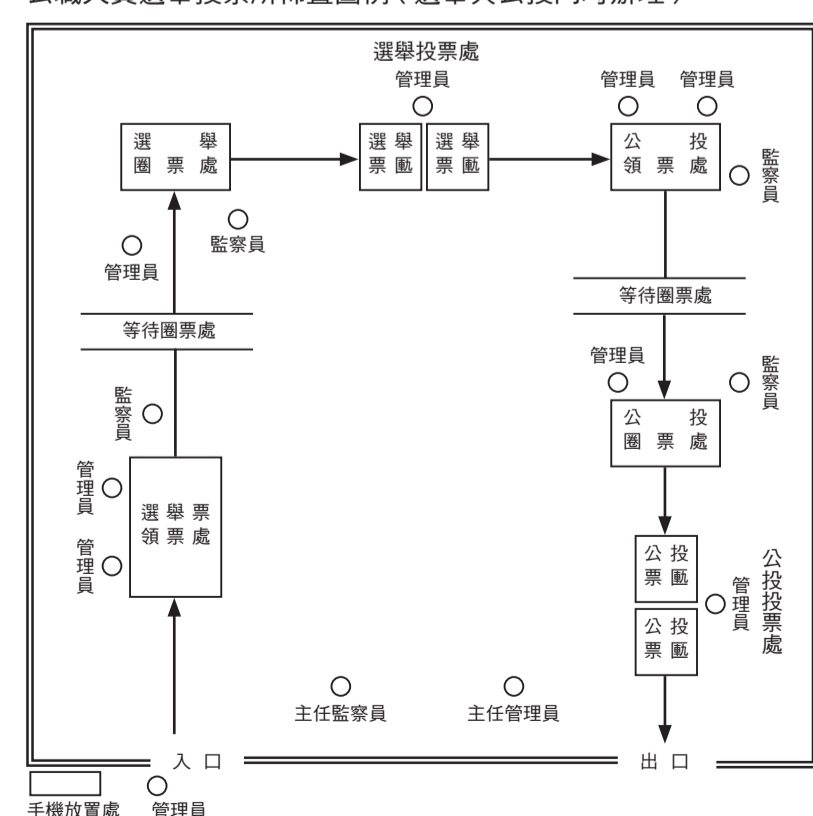 選舉投票處
管理員
管理員
管理員
選舉
圈票處
選舉
票匭
選舉
票匭
公投
領票處
監察員
監察員
管理員
等待圈票處
等待圈票處
管理員
監察員
監察員
公投
圈票處
管理員
選舉票
領票處
管理員
公投
票匭
管理員
公投投票處
公投
票匭
主任監察員
主任管理員
入口
出口
手機放置處
管理員